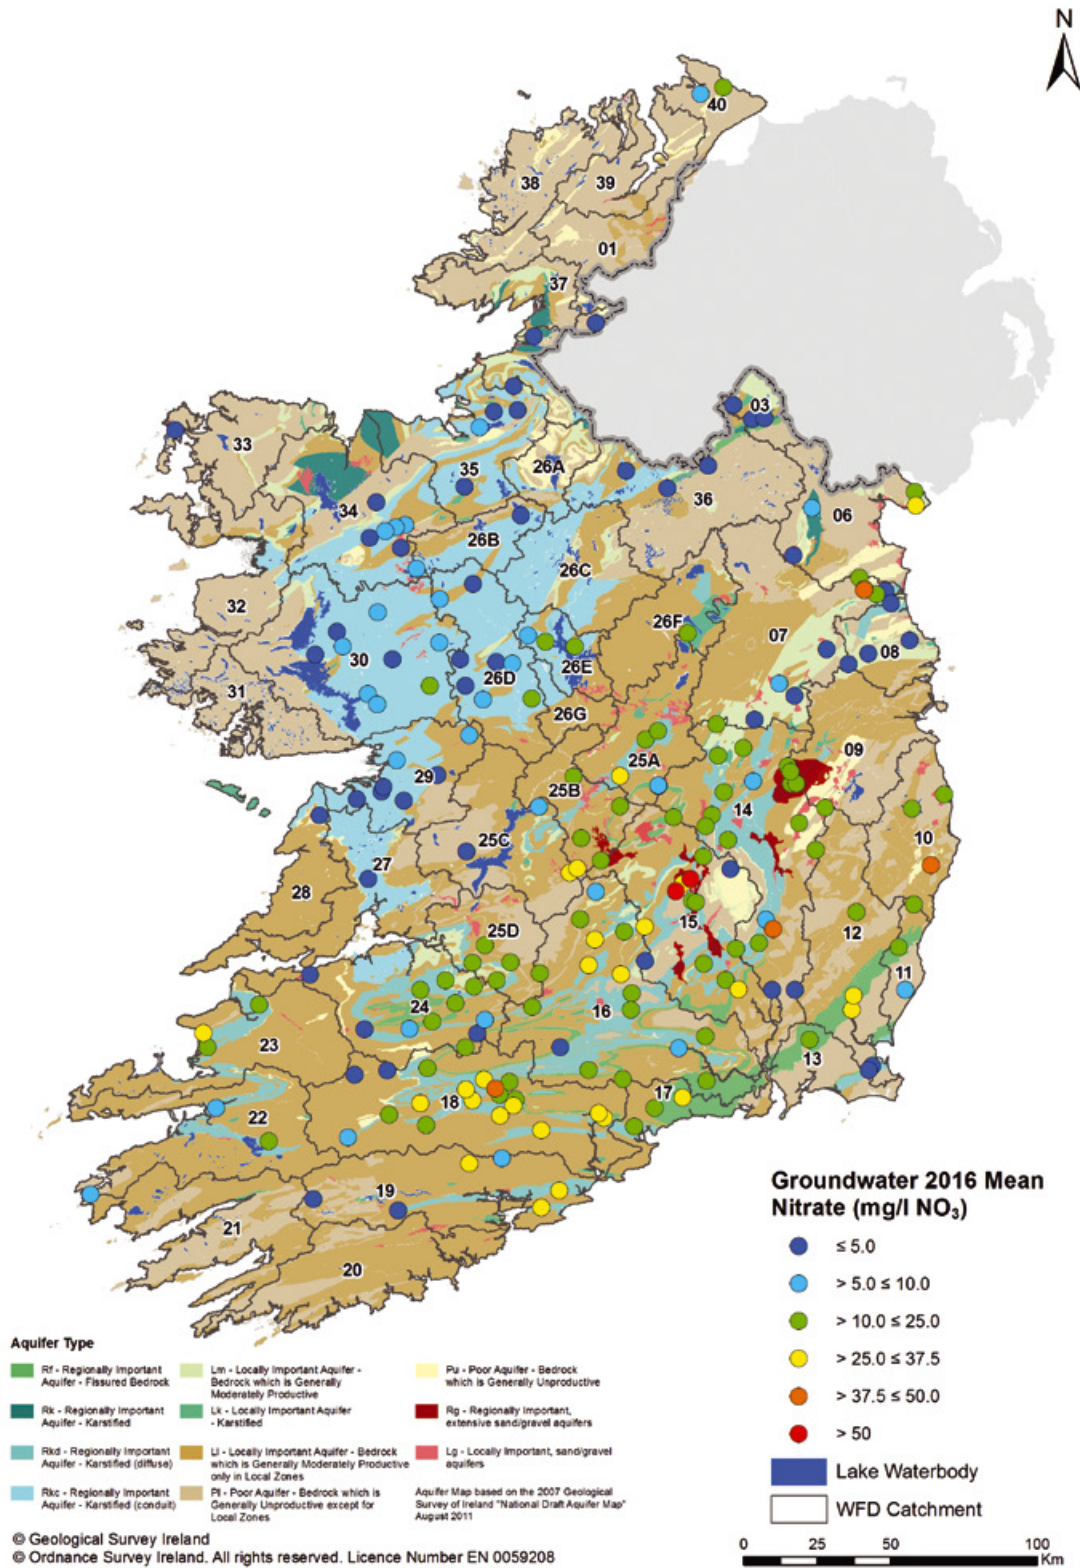 N
40
38
39
01
37
03
33
35
26A
36
34
06
26B
26C
32
26F
07
30
08
26E
26D
31
26G
09
25A
29
25B
14
10
25C
27
28
15
12
25D
11
24
16
23
13
17
18
22
19
21
20
Groundwater 2016 Mean
Nitrate (mg/l NO₃)
≤ 5.0
> 5.0 ≤ 10.0
> 10.0 ≤ 25.0
> 25.0 ≤ 37.5
> 37.5 ≤ 50.0
> 50
Lake Waterbody
WFD Catchment
0 25 50 100
Km
Aquifer Type
Rf - Regionally Important
Aquifer - Fissured Bedrock
Rk - Regionally Important
Aquifer - Karstified
Rkd - Regionally Important
Aquifer - Karstified (diffuse)
Rkc - Regionally Important
Aquifer - Karstified (conduit)
Lm - Locally Important Aquifer -
Bedrock which is Generally
Moderately Productive
Lk - Locally Important Aquifer
- Karstified
Ll - Locally Important Aquifer - Bedrock
which is Generally Moderately Productive
only in Local Zones
Pl - Poor Aquifer - Bedrock which is
Generally Unproductive except for
Local Zones
Pu - Poor Aquifer - Bedrock
which is Generally Unproductive
Rg - Regionally Important,
extensive sand/gravel aquifers
Lg - Locally Important, sand/gravel
aquifers
Aquifer Map based on the 2007 Geological
Survey of Ireland "National Draft Aquifer Map"
August 2011
© Geological Survey Ireland
© Ordnance Survey Ireland. All rights reserved. Licence Number EN 0059208